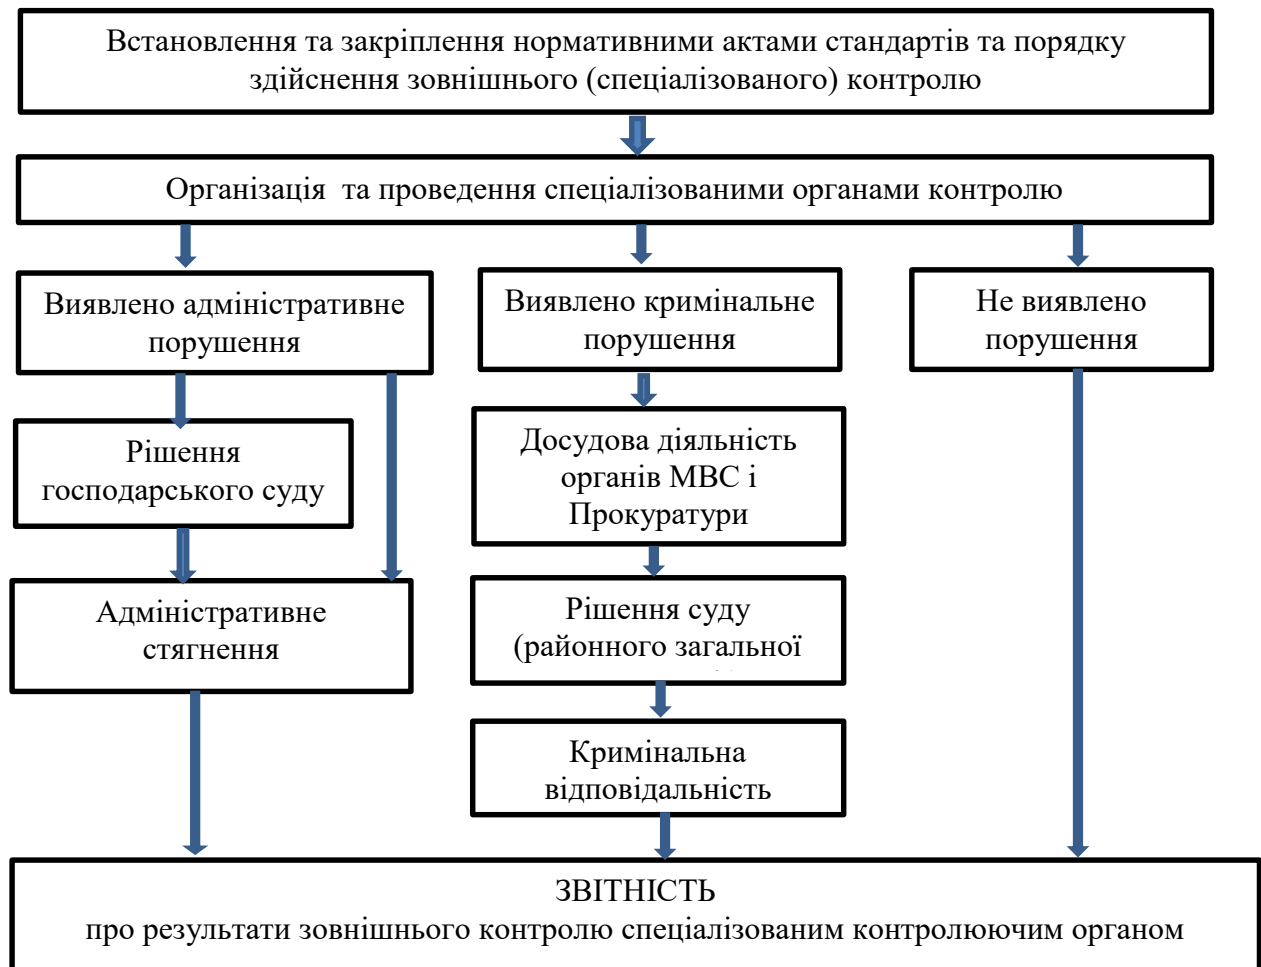 Встановлення та закріплення нормативними актами стандартів та порядку
здійснення зовнішнього (спеціалізованого) контролю
Організація та проведення спеціалізованими органами контролю
Виявлено адміністративне
порушення
Виявлено кримінальне
порушення
Не виявлено
порушення
Рішення
господарського суду
Досудова діяльність
органів МВС і
Прокуратури
Адміністративне
стягнення
Рішення суду
(районного загальної
Кримінальна
відповідальність
ЗВІТНІСТЬ
про результати зовнішнього контролю спеціалізованим контролюючим органом